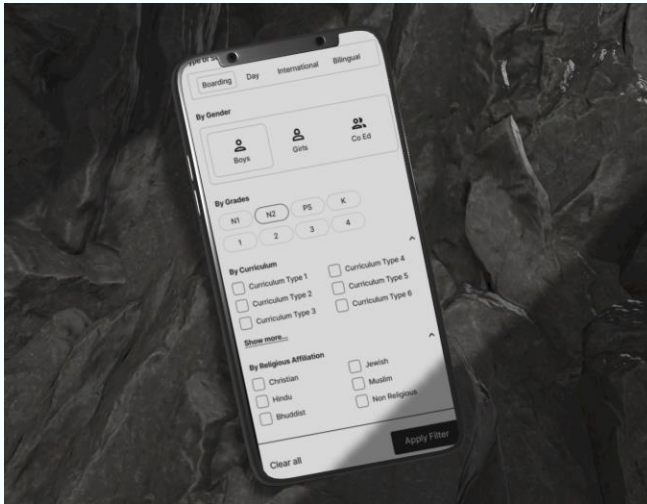 Type of S
Boarding Day International Bilingual
By Gender
Boys Girls Co Ed
By Grades
N1 N2 PS K
1 2 3 4
By Curriculum
Curriculum Type 1 Curriculum Type 4
Curriculum Type 2 Curriculum Type 5
Curriculum Type 3 Curriculum Type 6
Show more...
By Religious Affiliation
Christian Jewish
Hindu Muslim
Bhuddist Non Religious
Clear all Apply Filter